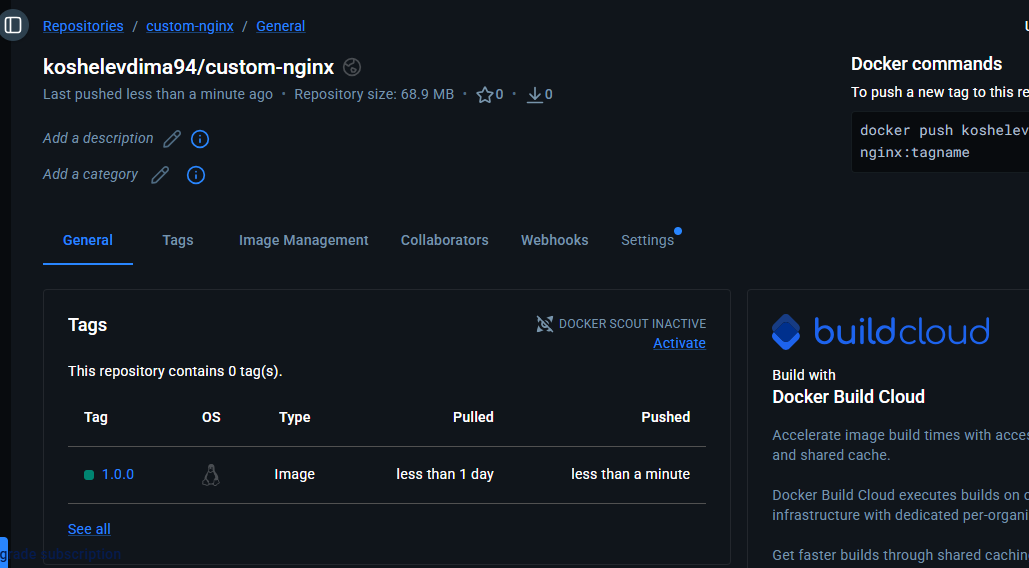 Repositories / custom-nginx / General
koshelevdima94/custom-nginx
Last pushed less than a minute ago • Repository size: 68.9 MB • 0 • 0
Add a description
Add a category
Docker commands
To push a new tag to this re
docker push koshelev
nginx:tagname
General Tags Image Management Collaborators Webhooks Settings
Tags
DOCKER SCOUT INACTIVE
Activate
This repository contains 0 tag(s).
Tag OS Type Pulled Pushed
1.0.0 Image less than 1 day less than a minute
See all
grade subscription
buildcloud
Build with
Docker Build Cloud
Accelerate image build times with acces
and shared cache.
Docker Build Cloud executes builds on
infrastructure with dedicated per-organi
Get faster builds through shared caching